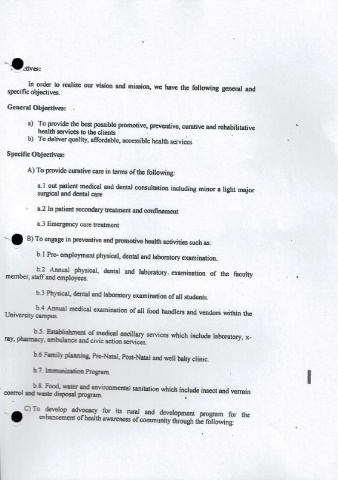 ctives:
In order to realize our vision and mission, we have the following general and
specific objectives.
General Objectives:
a) To provide the best possible promotive, preventive, curative and rehabilitative
health services to the clients
b) To deliver quality, affordable, accessible health services
Specific Objectives:
A) To provide curative care in terms of the following:
a.1 out patient medical and dental consultation including minor a light major
surgical and dental care
a.2 In patient secondary treatment and confinement
a.3 Emergency care treatment
B) To engage in preventive and promotive health activities such as:
b.1 Pre- employment physical, dental and laboratory examination.
b.2 Annual physical, dental and laboratory examination of the faculty
member, staff and employees.
b.3 Physical, dental and laboratory examination of all students.
b.4 Annual medical examination of all food handlers and vendors within the
University campus.
b.5. Establishment of medical ancillary services which include laboratory, x-
ray, pharmacy, ambulance and civic action services.
b.6 Family planning, Pre-Natal, Post-Natal and well baby clinic.
b.7. Immunization Program.
b.8. Food, water and environmental sanitation which include insect and vermin
control and waste disposal program.
C) To develop advocacy for its rural and development program for the
enhancement of health awareness of community through the following: